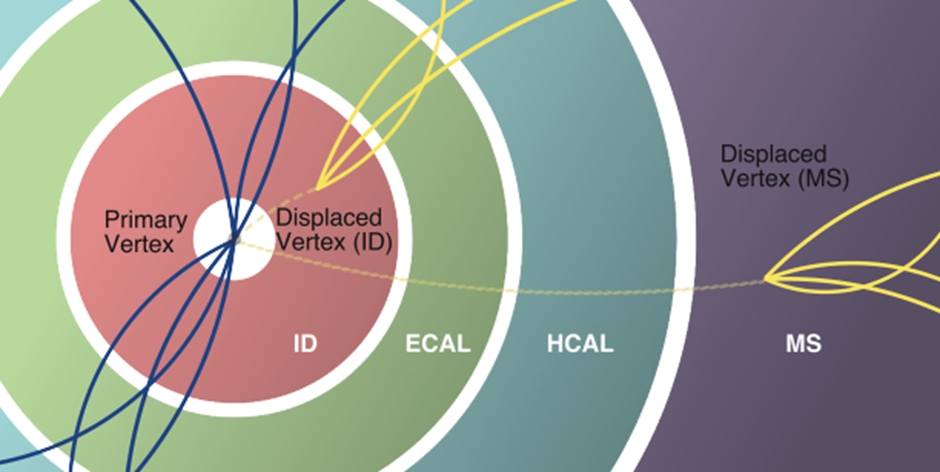 Displaced
Vertex (MS)
Primary
Vertex
Displaced
Vertex (ID)
ID
ECAL
HCAL
MS